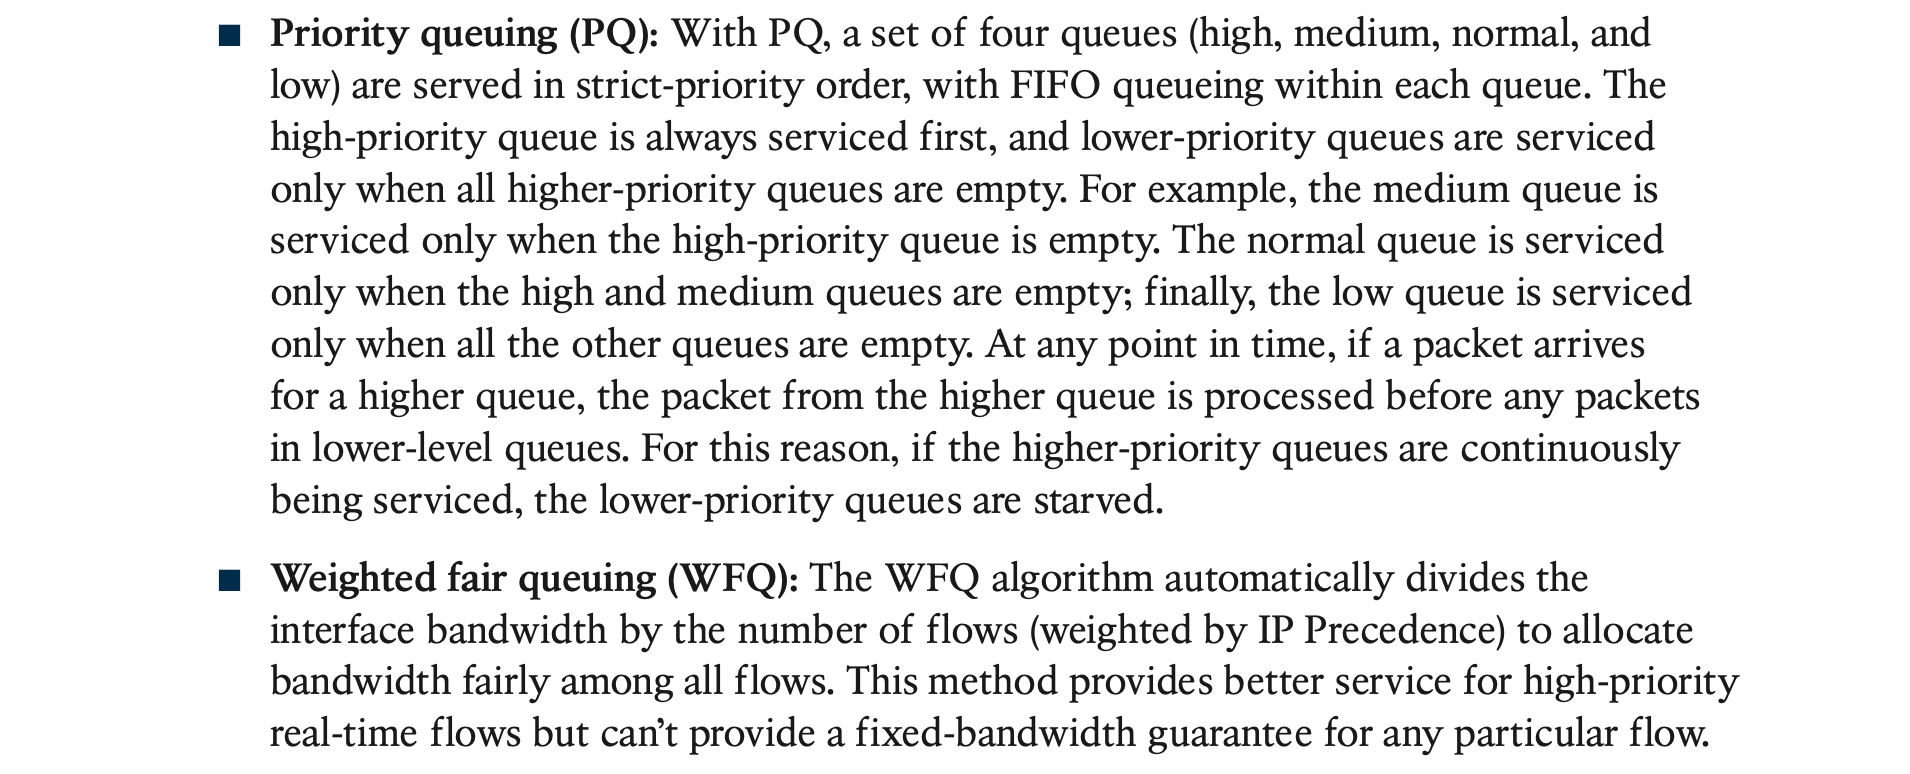 ■ Priority queuing (PQ): With PQ, a set of four queues (high, medium, normal, and
low) are served in strict-priority order, with FIFO queueing within each queue. The
high-priority queue is always serviced first, and lower-priority queues are serviced
only when all higher-priority queues are empty. For example, the medium queue is
serviced only when the high-priority queue is empty. The normal queue is serviced
only when the high and medium queues are empty; finally, the low queue is serviced
only when all the other queues are empty. At any point in time, if a packet arrives
for a higher queue, the packet from the higher queue is processed before any packets
in lower-level queues. For this reason, if the higher-priority queues are continuously
being serviced, the lower-priority queues are starved.
■ Weighted fair queuing (WFQ): The WFQ algorithm automatically divides the
interface bandwidth by the number of flows (weighted by IP Precedence) to allocate
bandwidth fairly among all flows. This method provides better service for high-priority
real-time flows but can’t provide a fixed-bandwidth guarantee for any particular flow.